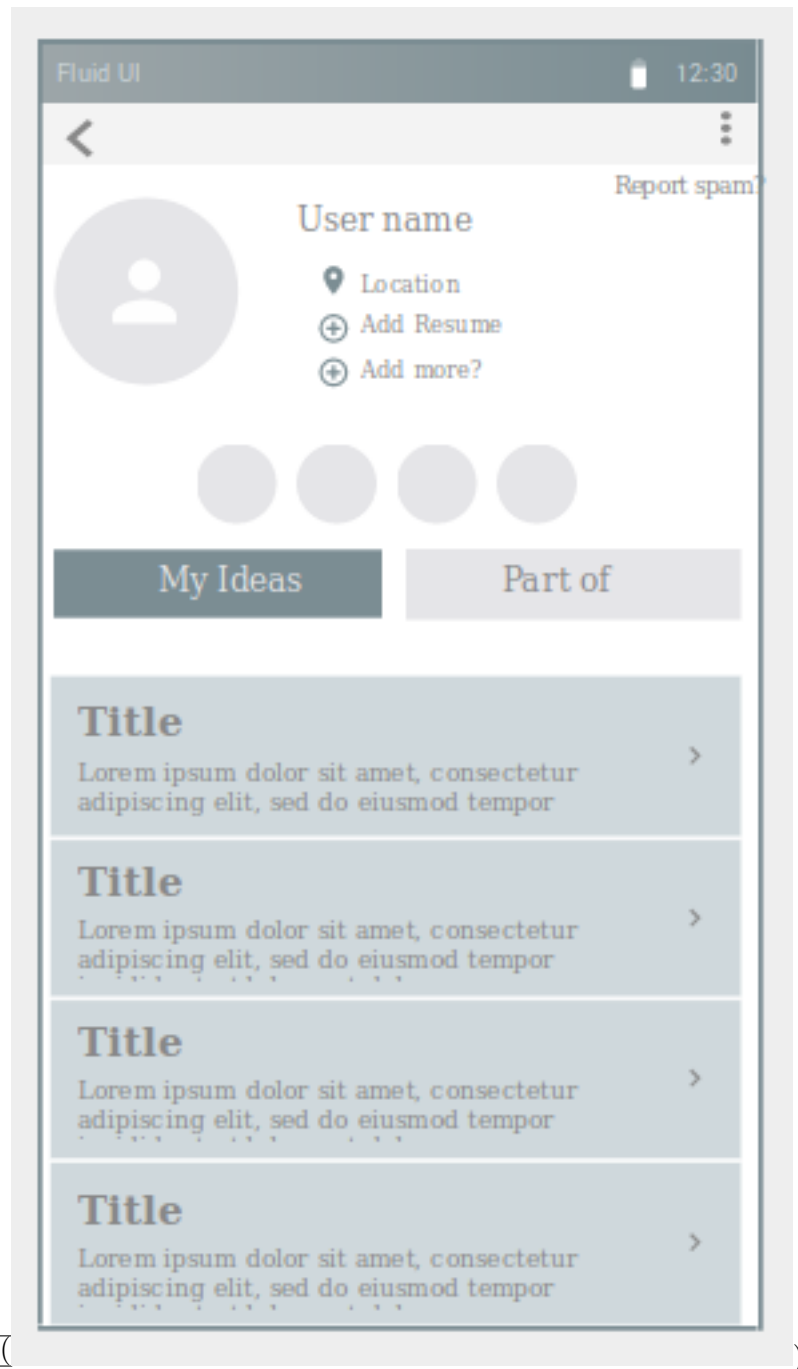 Fluid UI 12:30
Report spam?
User name
Location
Add Resume
Add more?
My Ideas Part of
Title
Lorem ipsum dolor sit amet, consectetur
adipiscing elit, sed do eiusmod tempor
Title
Lorem ipsum dolor sit amet, consectetur
adipiscing elit, sed do eiusmod tempor
Title
Lorem ipsum dolor sit amet, consectetur
adipiscing elit, sed do eiusmod tempor
Title
Lorem ipsum dolor sit amet, consectetur
adipiscing elit, sed do eiusmod tempor